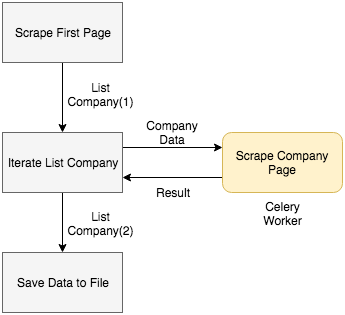 Scrape First Page
List
Company(1)
Company
Data
Iterate List Company
Scrape Company
Page
Result
Celery
Worker
List
Company(2)
Save Data to File